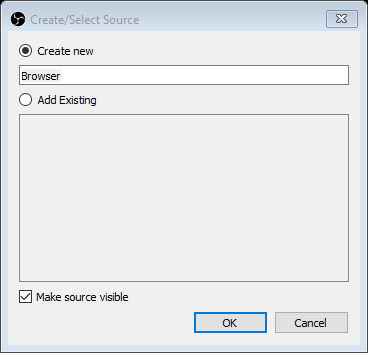 Create/Select Source
Create new
Browser
Add Existing
Make source visible
OK
Cancel